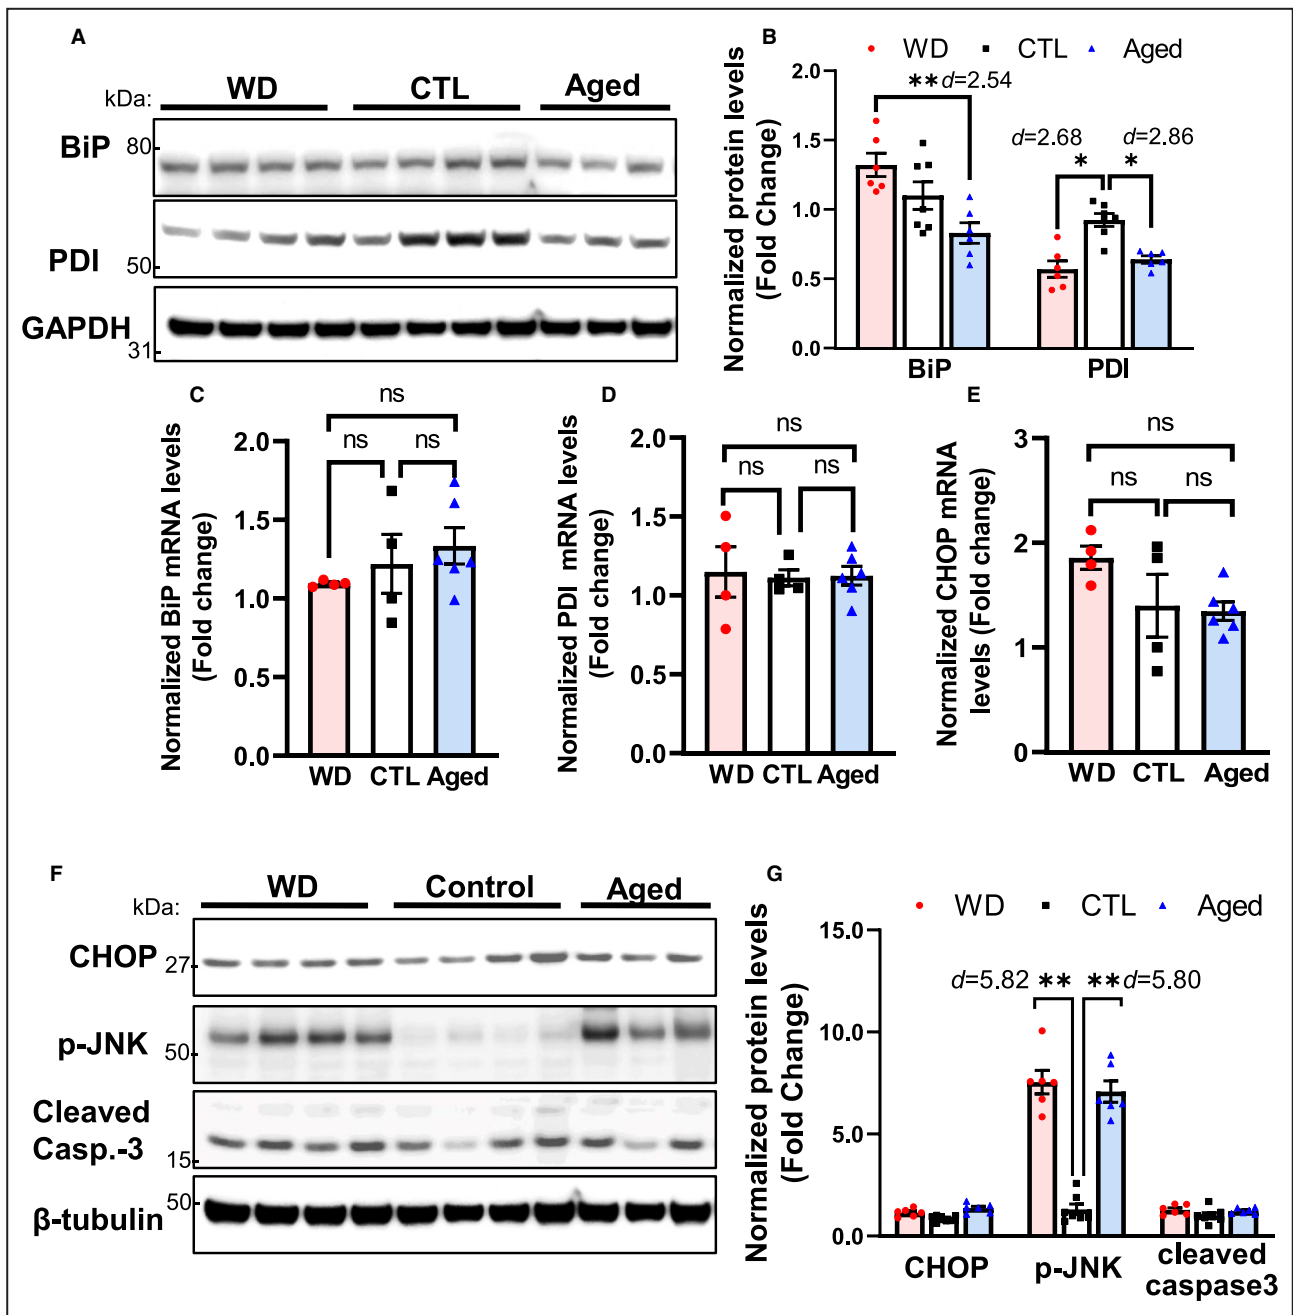 A
WD CTL Aged
kDa:
BiP 80
PDI 50
GAPDH 31
B
WD CTL Aged
Normalized protein levels
(Fold Change)
2.0
1.5
1.0
0.5
0.0
**d=2.54
d=2.68 * * d=2.86
BiP PDI
C
Normalized BiP mRNA levels
(Fold change)
2.0
1.5
1.0
0.5
0.0
ns
ns ns
WD CTL Aged
D
Normalized PDI mRNA levels
(Fold change)
2.0
1.5
1.0
0.5
0.0
ns
ns ns
WD CTL Aged
E
Normalized CHOP mRNA
levels (Fold change)
3
2
1
0
ns
ns ns
WD CTL Aged
F
WD Control Aged
kDa:
CHOP 27
p-JNK 50
Cleaved
Casp.-3 15
β-tubulin 50
G
WD CTL Aged
Normalized protein levels
(Fold Change)
15.0
10.0
5.0
0.0
d=5.82 ** ** d=5.80
CHOP p-JNK cleaved
caspase3